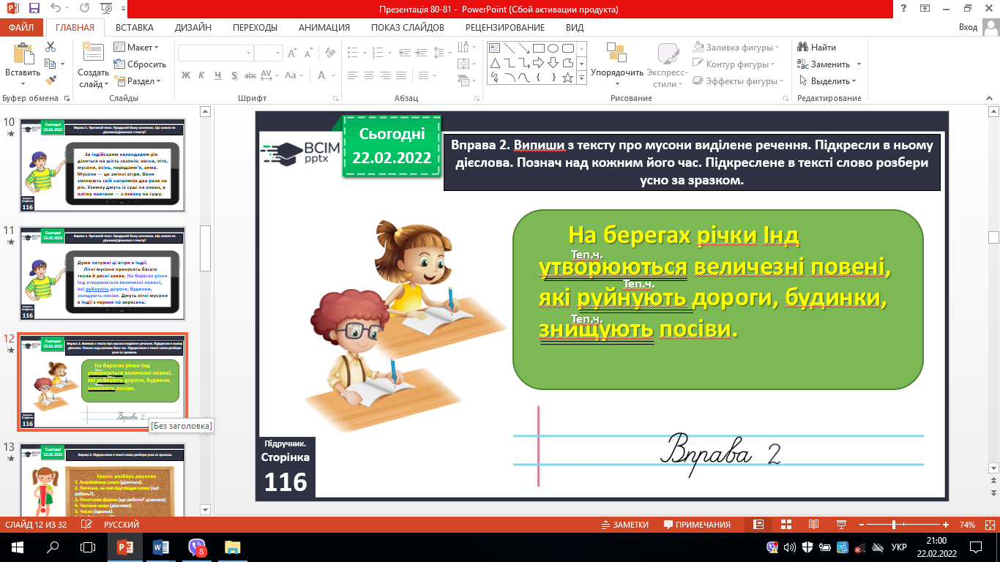 Презентація 80-81 - PowerPoint (Сбой активации продукта)
ФАЙЛ ГЛАВНАЯ ВСТАВКА ДИЗАЙН ПЕРЕХОДЫ АНИМАЦИЯ ПОКАЗ СЛАЙДОВ РЕЦЕНЗИРОВАНИЕ ВИД Вход
Вставить
Буфер обмена
Создать слайд
Макет
Сбросить
Раздел
Слайды
Ж К Ч S abc AV Aa A
Шрифт
Абзац
Упорядочить
Экспресс-стили
Заливка фигуры
Контур фигуры
Эффекты фигуры
Рисование
Найти
Заменить
Выделить
Редактирование
10
Сьогодні
22.02.2022
Вправа 1. Прочитай текст. Придумай йому заголовок. Що нового ти
дізнався/дізналася з тексту?
За індійським календарем рік
ділиться на шість сезонів: весна, літо,
мусони, осінь, передзим'я, зима.
Мусони — це змінні вітри. Вони
змінюють свій напрямок два рази на
рік. Узимку дмуть із суші на океан, а
влітку навпаки — з океану на сушу.
Підручник.
Сторінка
116
11
Сьогодні
22.02.2022
Вправа 1. Прочитай текст. Придумай йому заголовок. Що нового ти
дізнався/дізналася з тексту?
Дуже потужні ці вітри в Індії.
Літні мусони приносять багато
тепла й рясні зливи. На берегах річки
Інд утворюються величезні повені,
які руйнують дороги, будинки,
знищують посіви. Дмуть літні мусони
в Індії з червня по вересень.
Підручник.
Сторінка
116
12
Сьогодні
22.02.2022
Вправа 2. Випиши з тексту про мусони виділене речення. Підкресли в ньому
дієслова. Познач над кожним його час. Підкреслене в тексті слово розбери
усно за зразком.
На берегах річки Інд
утворюються величезні повені,
які руйнують дороги, будинки,
знищують посіви.
Вправа 2
Підручник.
Сторінка
116
[Без заголовка]
13
Сьогодні
22.02.2022
Вправа 2. Підкреслене в тексті слово розбери усно за зразком.
Зразок розбору дієслова
1. Аналізоване слово (ділиться).
2. Питання, на яке відповідає слово (що
робить?).
3. Початкова форма (що робити? ділитися).
4. Частина мови (дієслово).
5. Число (однина).
ВСІМ
pptx
Сьогодні
22.02.2022
Вправа 2. Випиши з тексту про мусони виділене речення. Підкресли в ньому
дієслова. Познач над кожним його час. Підкреслене в тексті слово розбери
усно за зразком.
На берегах річки Інд
Теп.ч.
утворюються величезні повені,
Теп.ч.
які руйнують дороги, будинки,
Теп.ч.
знищують посіви.
Вправа 2
Підручник.
Сторінка
116
СЛАЙД 12 ИЗ 32 РУССКИЙ ЗАМЕТКИ ПРИМЕЧАНИЯ 74%
8 УКР 21:00
22.02.2022